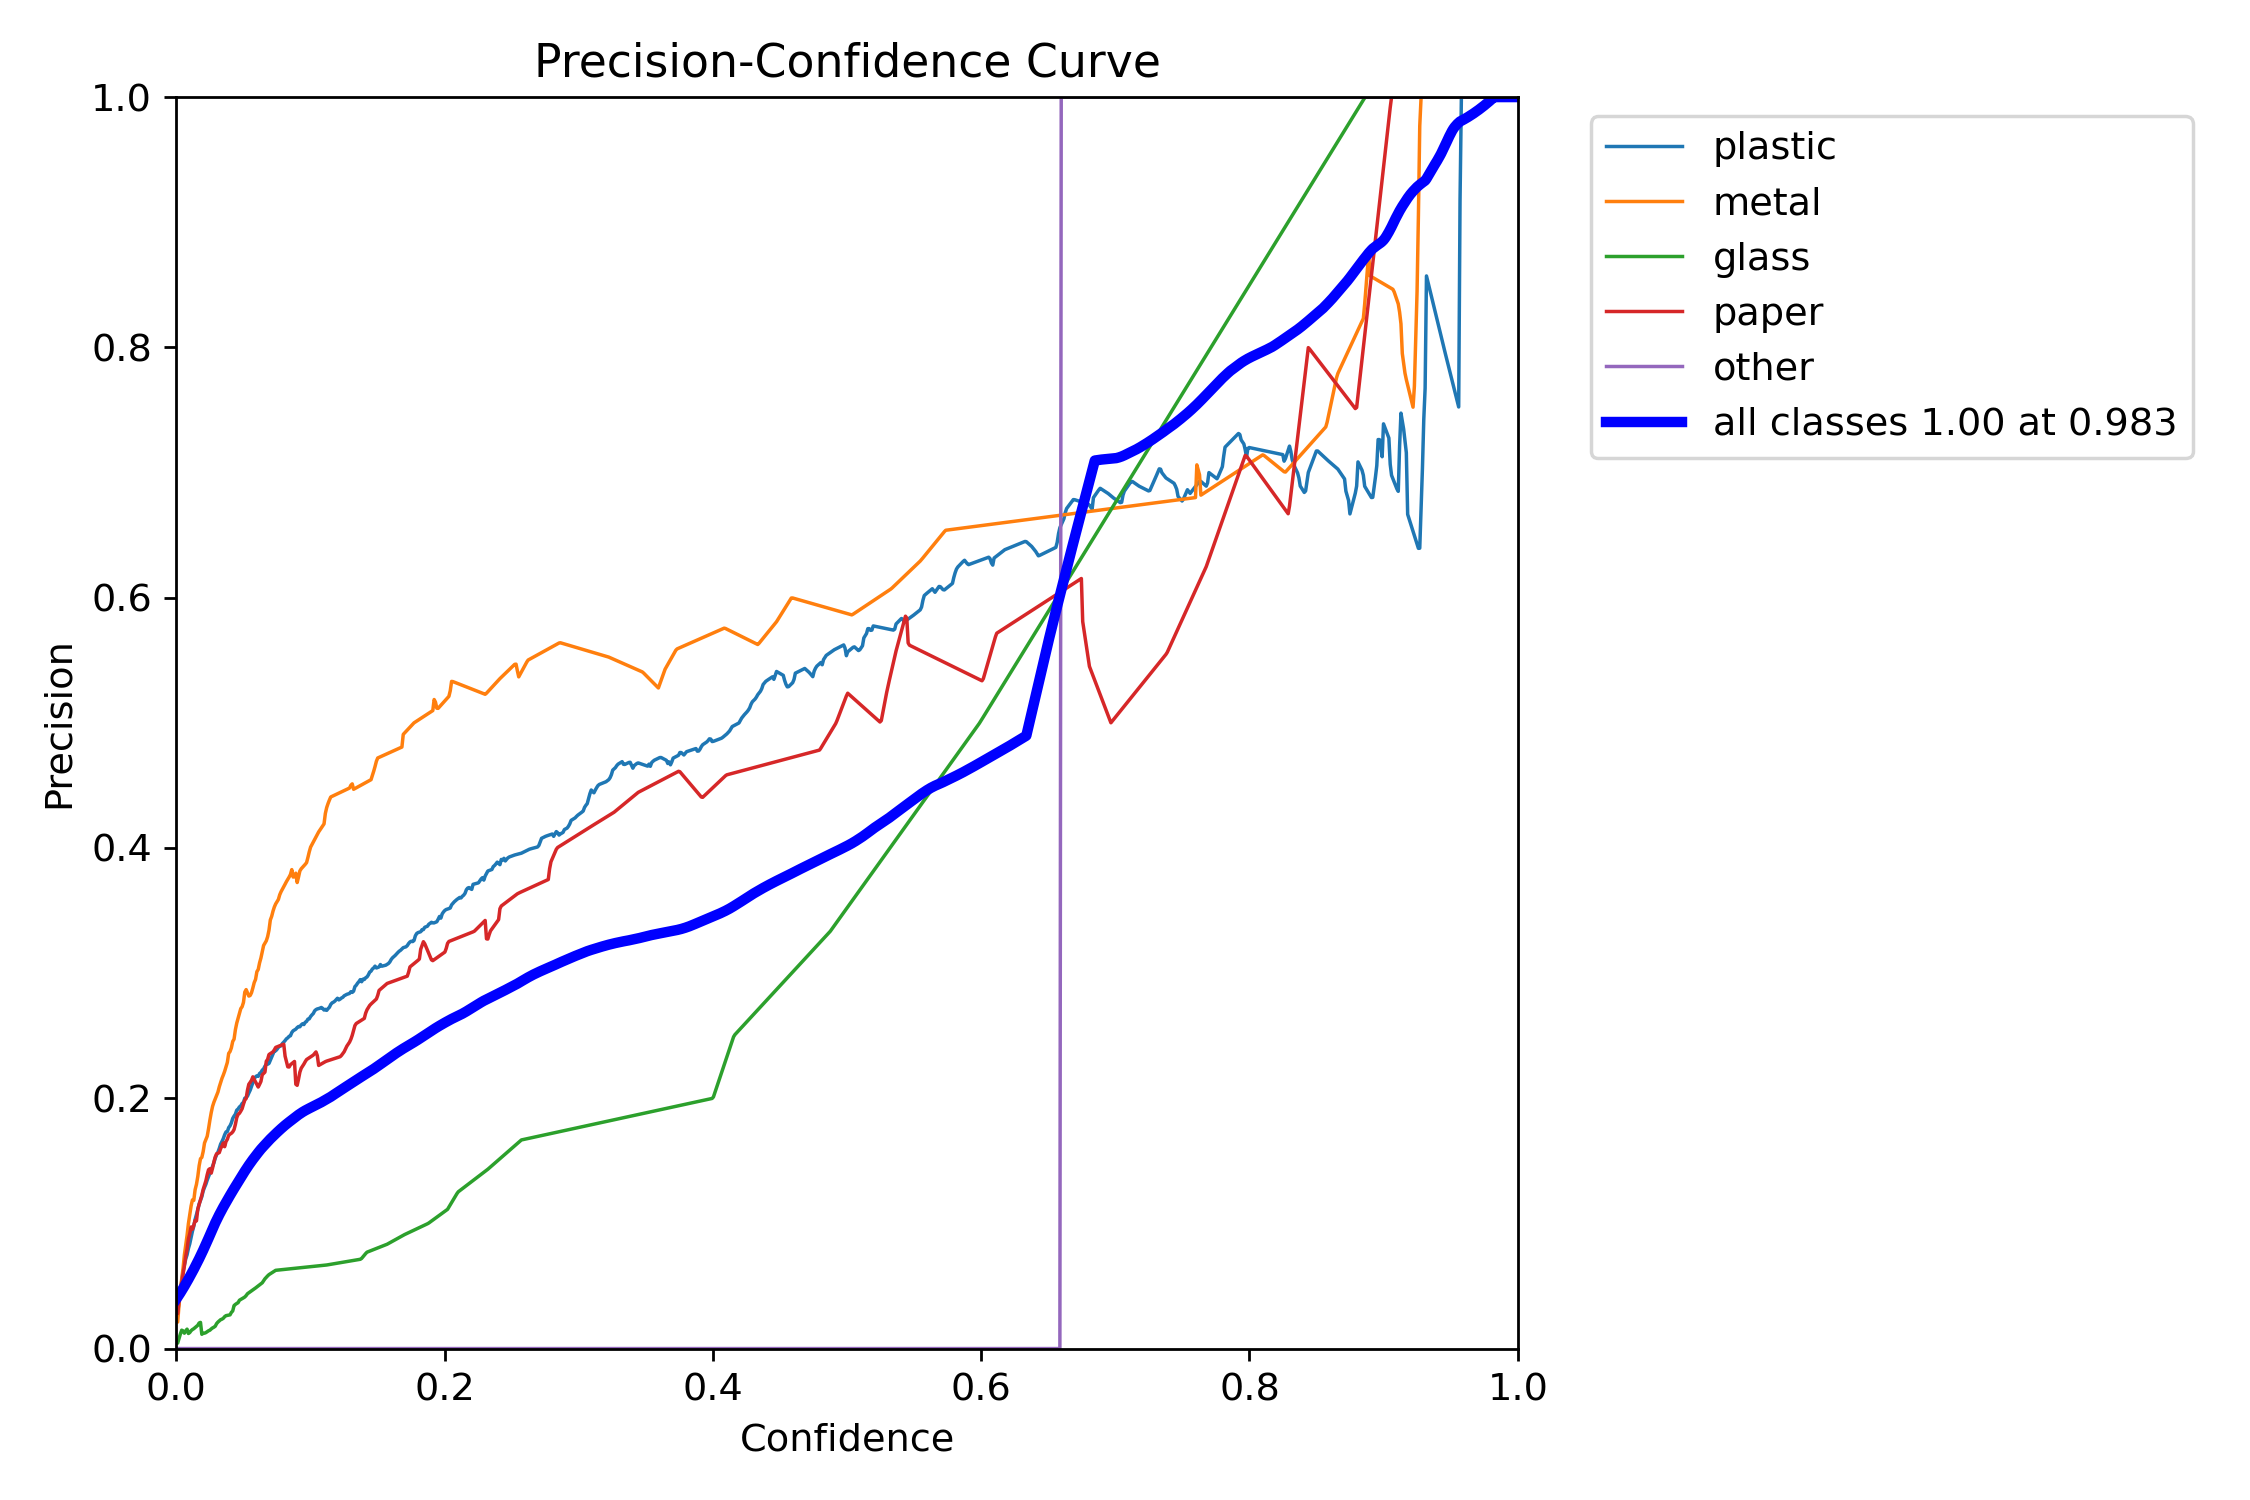 Precision-Confidence Curve
1.0
0.8
0.6
0.4
0.2
0.0
Precision
0.0 0.2 0.4 0.6 0.8 1.0
Confidence
plastic
metal
glass
paper
other
all classes 1.00 at 0.983